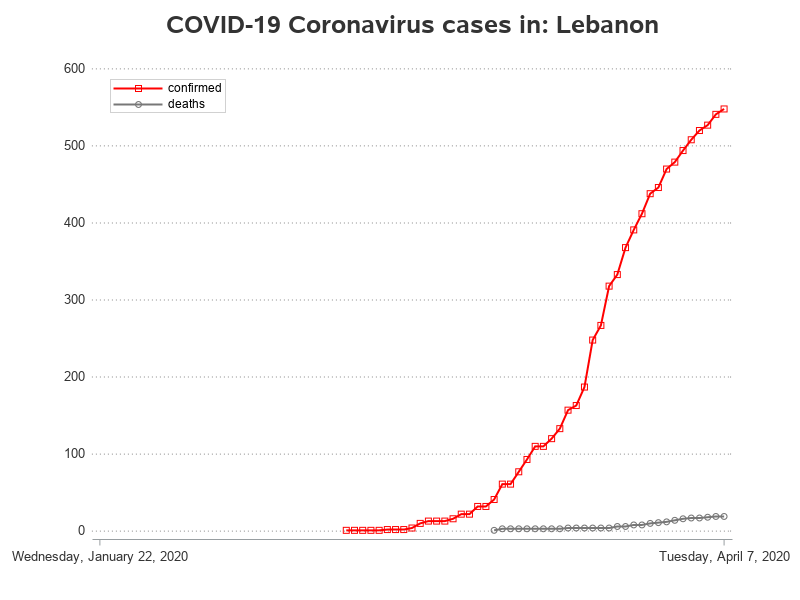 COVID-19 Coronavirus cases in: Lebanon
600
confirmed
deaths
500
400
300
200
100
0
Wednesday, January 22, 2020 Tuesday, April 7, 2020